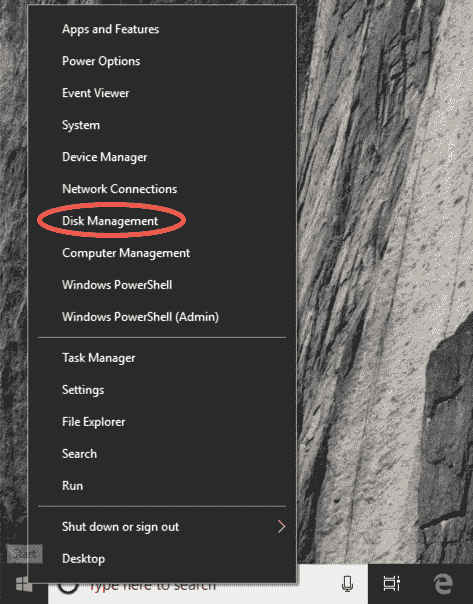 Apps and Features
Power Options
Event Viewer
System
Device Manager
Network Connections
Disk Management
Computer Management
Windows PowerShell
Windows PowerShell (Admin)
Task Manager
Settings
File Explorer
Search
Run
Shut down or sign out
Desktop
Start
Type here to search